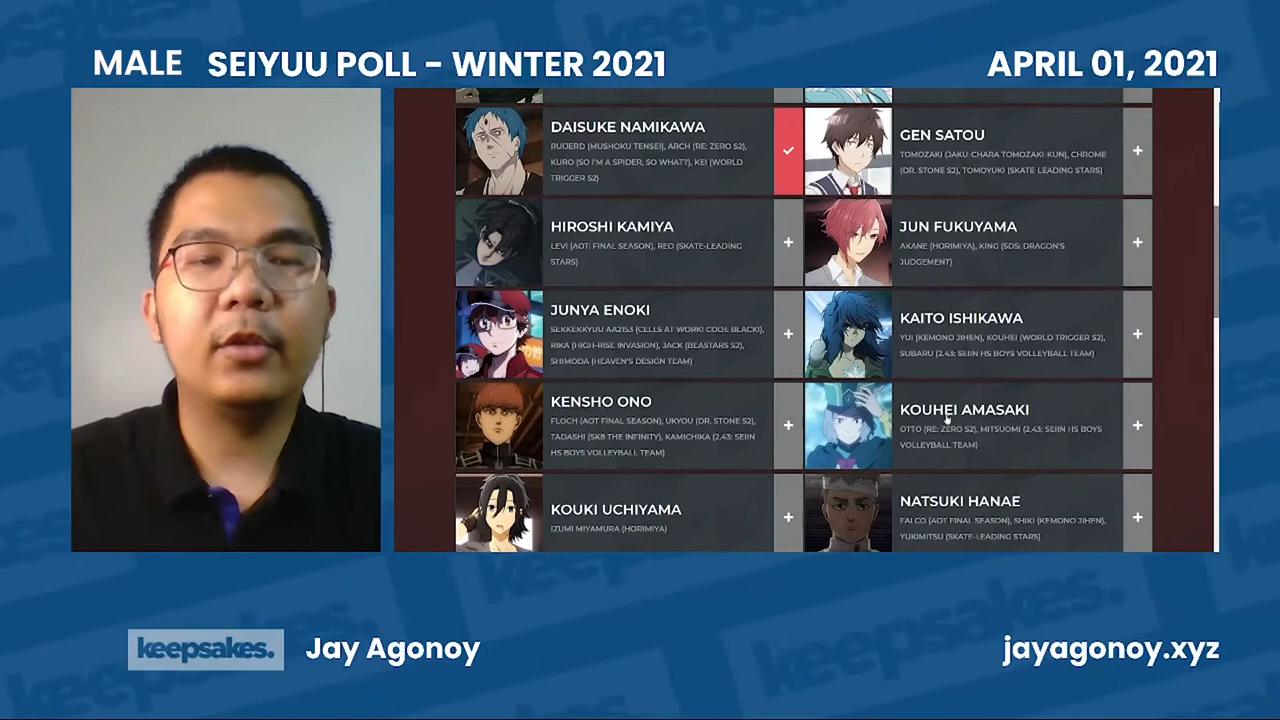 MALE SEIYUU POLL - WINTER 2021
APRIL 01, 2021
DAISUKE NAMIKAWA
RUIJERD (MUSHOKU TENSEI), ARCH (RE: ZERO S2),
KURO (SO I'M A SPIDER, SO WHAT?), KEI (WORLD
TRIGGER S2)
GEN SATOU
TOMOZAKI (JAKU-CHARA TOMOZAKI-KUN), CHROME
(DR. STONE S2), TOMOYUKI (SKATE LEADING STARS)
HIROSHI KAMIYA
LEVI (AOT: FINAL SEASON), REO (SKATE-LEADING
STARS)
JUN FUKUYAMA
AKANE (HORIMIYA), KING (SDS: DRAGON'S
JUDGEMENT)
JUNYA ENOKI
SEKKEKKYUU AA2153 (CELLS AT WORK! CODE BLACK!),
RIKA (HIGH-RISE INVASION), JACK (BEASTARS S2),
SHIMODA (HEAVEN'S DESIGN TEAM)
KAITO ISHIKAWA
YUI (KEMONO JIHEN), KOUHEI (WORLD TRIGGER S2),
SUBARU (2.43: SEIIN HS BOYS VOLLEYBALL TEAM)
KENSHO ONO
FLOCH (AOT FINAL SEASON), UKYOU (DR. STONE S2),
TADASHI (SK8 THE INFINITY), KAMICHIKA (2.43: SEIIN
HS BOYS VOLLEYBALL TEAM)
KOUHEI AMASAKI
OTTO (RE: ZERO S2), MITSUOMI (2.43: SEIIN HS BOYS
VOLLEYBALL TEAM)
KOUKI UCHIYAMA
IZUMI MIYAMURA (HORIMIYA)
NATSUKI HANAE
FALCO (AOT FINAL SEASON), SHIKI (KEMONO JIHEN),
YUKIMITSU (SKATE-LEADING STARS)
keepsakes.
Jay Agonoy
jayagonoy.xyz